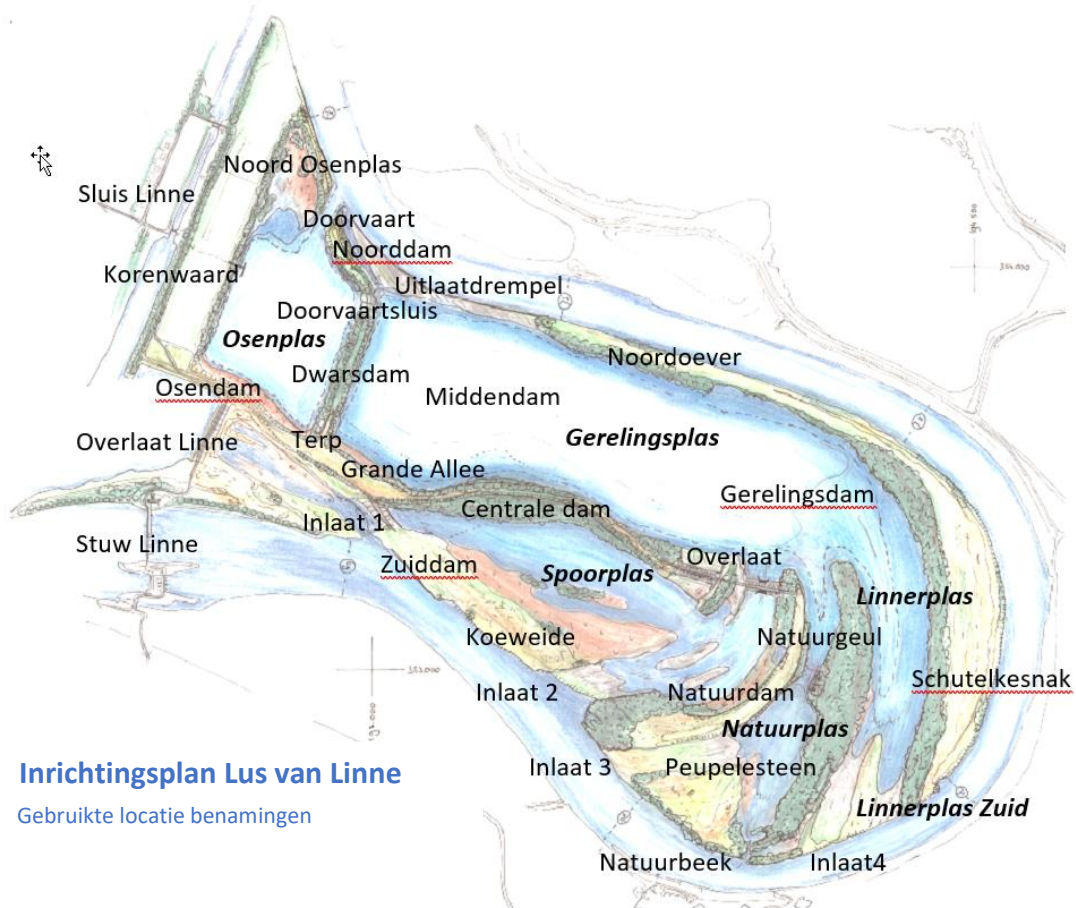 Noord Osenplas
Sluis Linne
Doorvaart
Noorddam
Korenwaard
Uitlaatdrempel
Doorvaartsluis
Osenplas
Noordoever
Osendam
Dwarsdam
Middendam
Gerelingsplas
Overlaat Linne
Terp
Grande Allee
Gerelingsdam
Centrale dam
Inlaat 1
Stuw Linne
Overlaat
Zuiddam
Spoorplas
Linnerplas
Koeweide
Natuurgeul
Schutelkesnak
Inlaat 2
Natuurdam
Natuurplas
Inlaat 3
Peupelesteen
Inrichtingsplan Lus van Linne
Gebruikte locatie benamingen
Linnerplas Zuid
Natuurbeek
Inlaat4